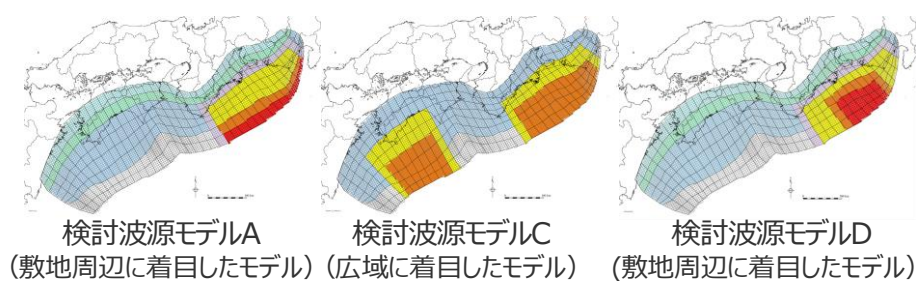 検討波源モデルA
(敷地周辺に着目したモデル)
検討波源モデルC
(広域に着目したモデル)
検討波源モデルD
(敷地周辺に着目したモデル)